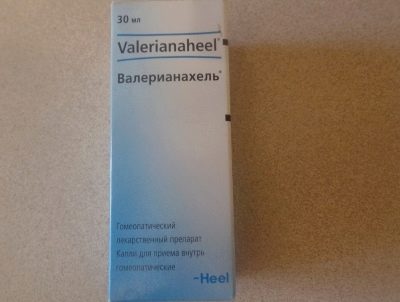 30 мл
Valerianaheel®
Валерианахель®
Гомеопатический
лекарственный препарат
Капли для приема внутрь
гомеопатические
-Heel